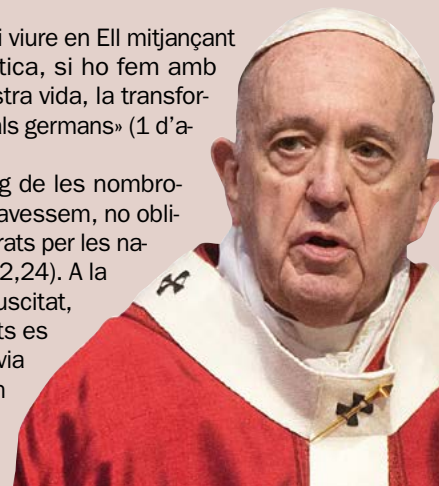 i viure en Ell mitjançant
tica, si ho fem amb
stra vida, la transfor-
als germans» (1 d’a-
g de les nombro-
avessem, no obli-
rats per les na-
2,24). A la
uscitat,
ts es
via